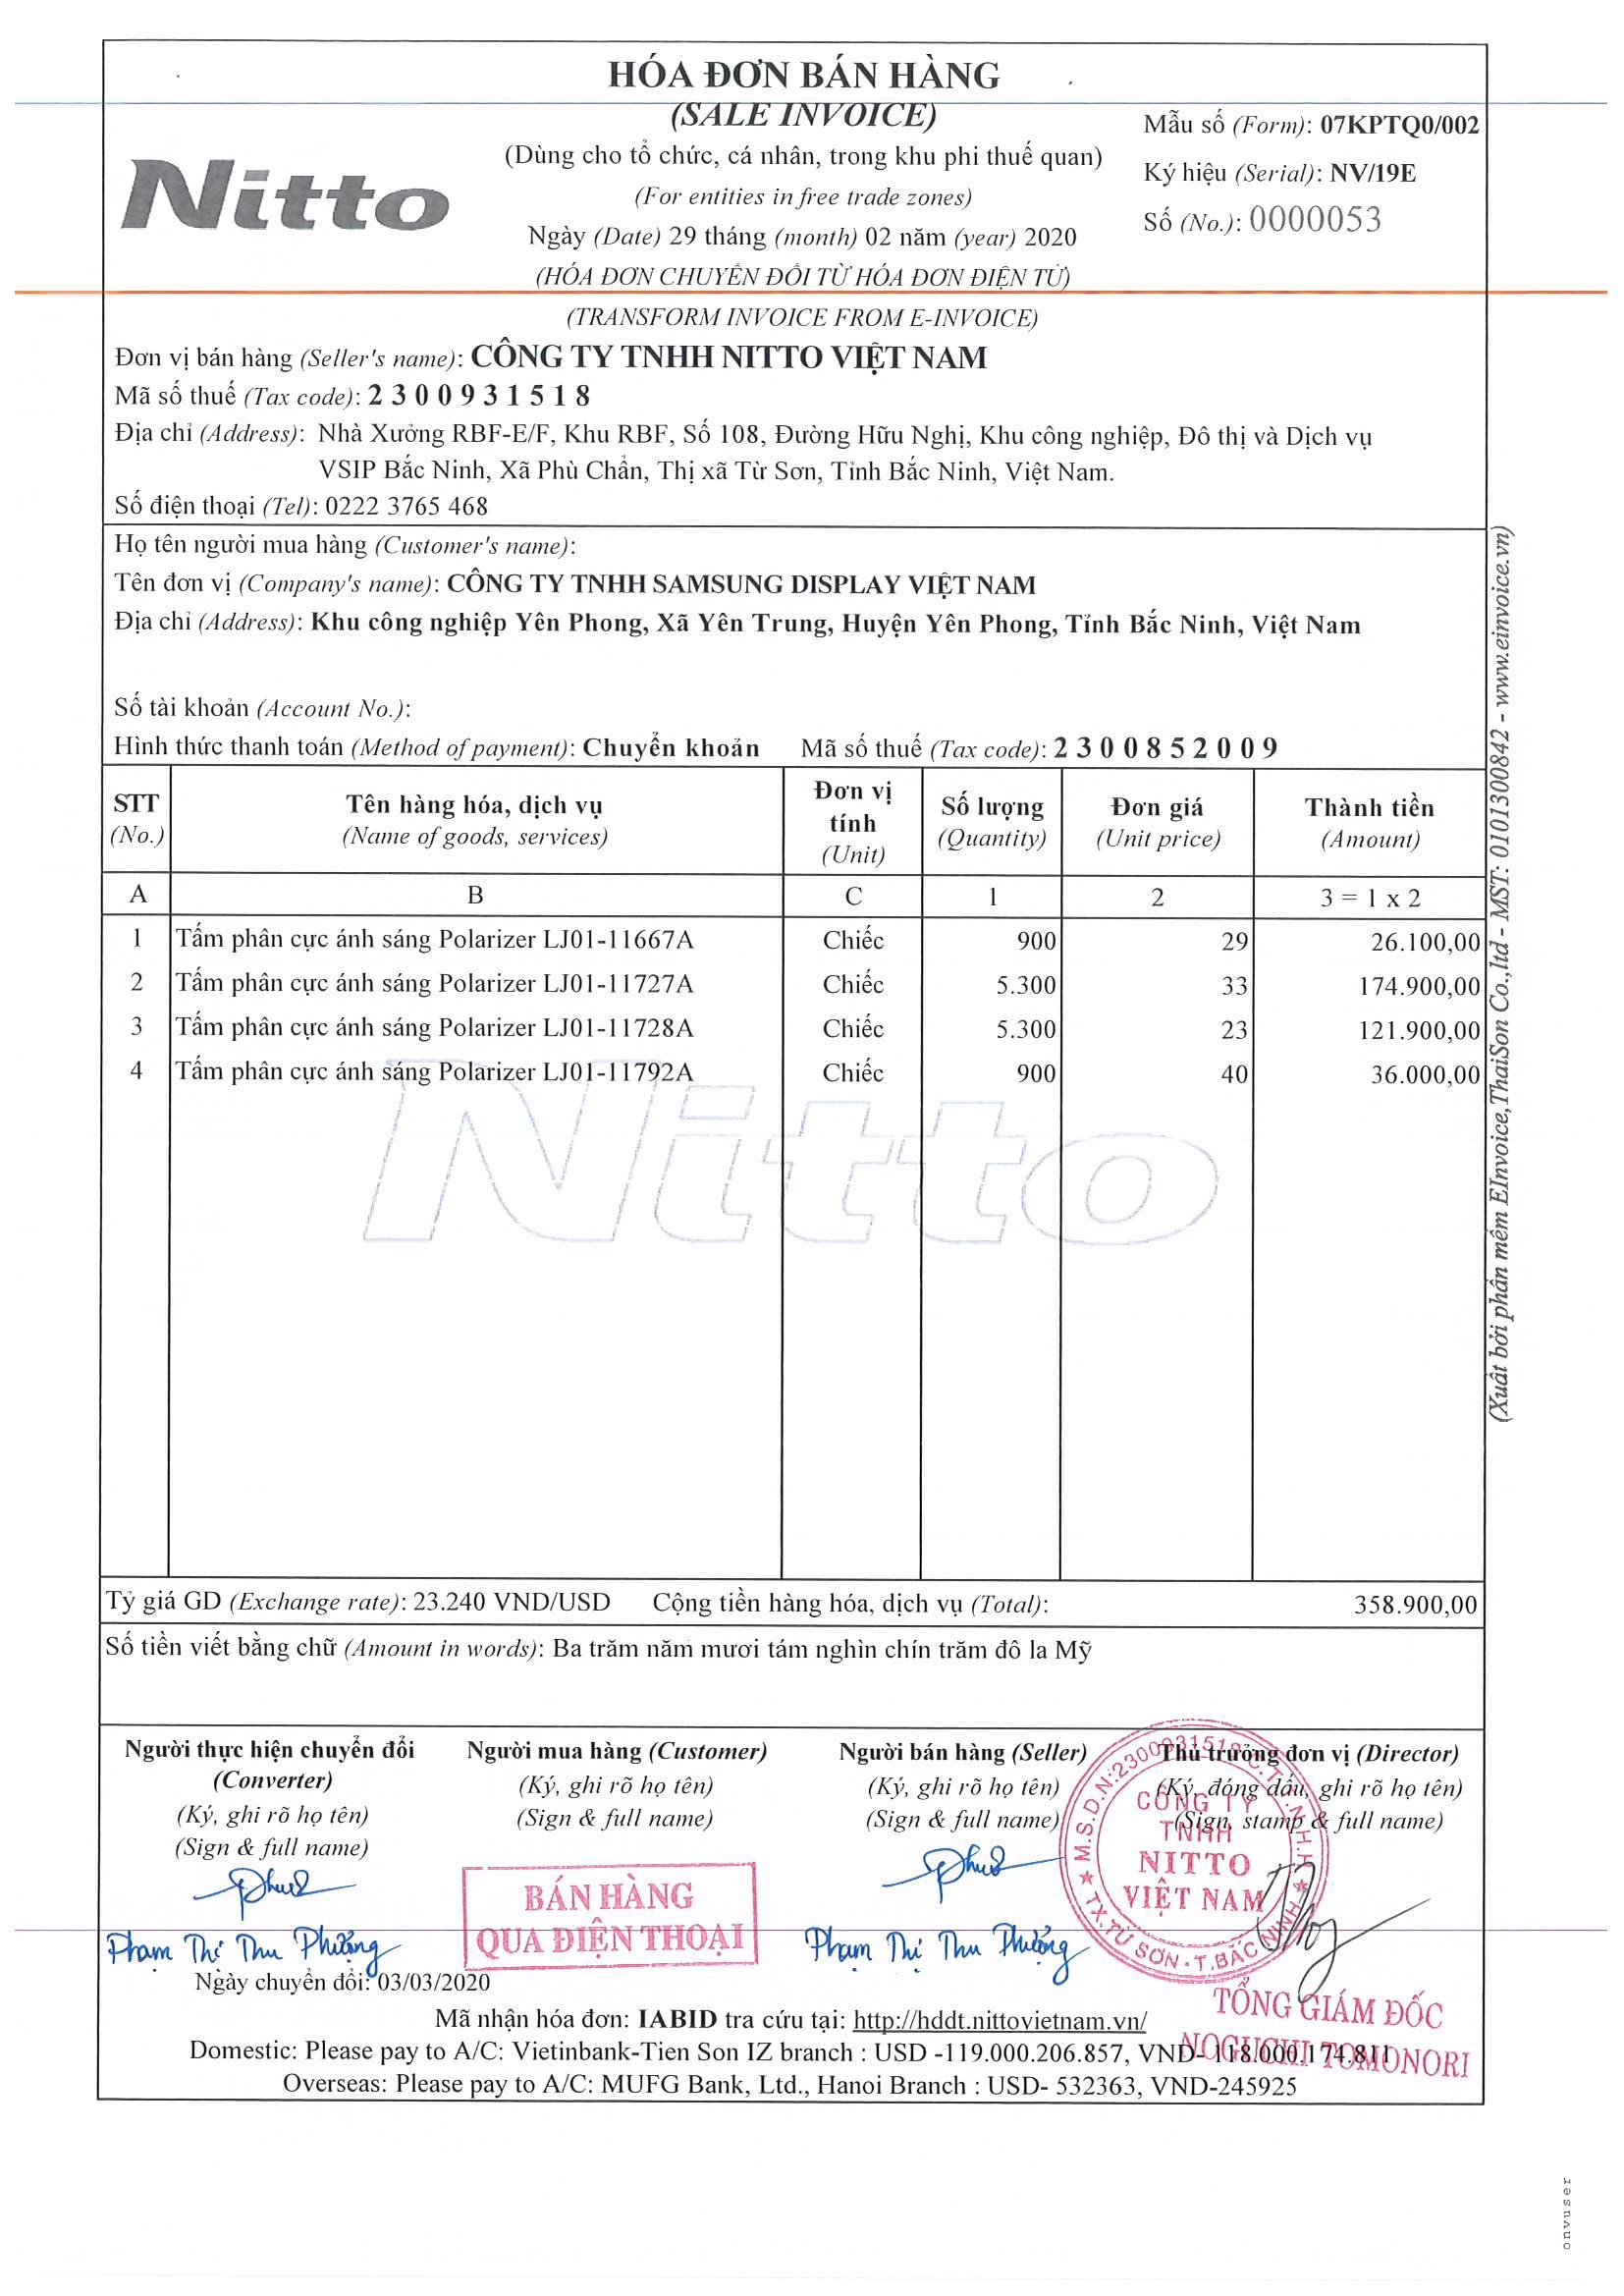 HÓA ĐƠN BÁN HÀNG
(SALE INVOICE)
(Dùng cho tổ chức, cá nhân, trong khu phi thuế quan)
(For entities in free trade zones)
Ngày (Date) 29 tháng (month) 02 năm (year) 2020
(HÓA ĐƠN CHUYỂN ĐỔI TỪ HÓA ĐƠN ĐIỆN TỬ)
(TRANSFORM INVOICE FROM E-INVOICE)
Nitto
Mẫu số (Form): 07KPTQ0/002
Ký hiệu (Serial): NV/19E
Số (No.): 0000053
Đơn vị bán hàng (Seller's name): CÔNG TY TNHH NITTO VIỆT NAM
Mã số thuế (Tax code): 2 3 0 0 9 3 1 5 1 8
Địa chỉ (Address): Nhà Xưởng RBF-E/F, Khu RBF, Số 108, Đường Hữu Nghị, Khu công nghiệp, Đô thị và Dịch vụ
VSIP Bắc Ninh, Xã Phù Chẩn, Thị xã Từ Sơn, Tỉnh Bắc Ninh, Việt Nam.
Số điện thoại (Tel): 0222 3765 468
Họ tên người mua hàng (Customer's name):
Tên đơn vị (Company's name): CÔNG TY TNHH SAMSUNG DISPLAY VIỆT NAM
Địa chỉ (Address): Khu công nghiệp Yên Phong, Xã Yên Trung, Huyện Yên Phong, Tỉnh Bắc Ninh, Việt Nam
Số tài khoản (Account No.):
Hình thức thanh toán (Method of payment): Chuyển khoản Mã số thuế (Tax code): 2 3 0 0 8 5 2 0 0 9
STT (No.) Tên hàng hóa, dịch vụ (Name of goods, services) Đơn vị tính (Unit) Số lượng (Quantity) Đơn giá (Unit price) Thành tiền (Amount)
A B C 1 2 3 = 1 x 2
1 Tấm phân cực ánh sáng Polarizer LJ01-11667A Chiếc 900 29 26.100,00
2 Tấm phân cực ánh sáng Polarizer LJ01-11727A Chiếc 5.300 33 174.900,00
3 Tấm phân cực ánh sáng Polarizer LJ01-11728A Chiếc 5.300 23 121.900,00
4 Tấm phân cực ánh sáng Polarizer LJ01-11792A Chiếc 900 40 36.000,00
Nitto
Tỷ giá GD (Exchange rate): 23.240 VND/USD Cộng tiền hàng hóa, dịch vụ (Total): 358.900,00
Số tiền viết bằng chữ (Amount in words): Ba trăm năm mươi tám nghìn chín trăm đô la Mỹ
Người thực hiện chuyển đổi
(Converter)
(Ký, ghi rõ họ tên)
(Sign & full name)
Phạm Thị Thu Phượng
Ngày chuyển đổi: 03/03/2020
Người mua hàng (Customer)
(Ký, ghi rõ họ tên)
(Sign & full name)
BÁN HÀNG
QUA ĐIỆN THOẠI
Người bán hàng (Seller)
(Ký, ghi rõ họ tên)
(Sign & full name)
Phạm Thị Thu Phượng
Thủ trưởng đơn vị (Director)
(Ký, đóng dấu, ghi rõ họ tên)
(Sign, stamp & full name)
M.S.D.N:2300931518-C.T.T.N.H.H
CÔNG TY
TNHH
NITTO
VIỆT NAM
TX.TỪ SƠN - T.BẮC NINH
TỔNG GIÁM ĐỐC
NOGUCHI TOMONORI
Mã nhận hóa đơn: IABID tra cứu tại: http://hddt.nittovietnam.vn/
Domestic: Please pay to A/C: Vietinbank-Tien Son IZ branch : USD -119.000.206.857, VND- 118.000.174.811
Overseas: Please pay to A/C: MUFG Bank, Ltd., Hanoi Branch : USD- 532363, VND-245925
(Xuất bởi phần mềm EInvoice,ThaiSon Co.,ltd - MST: 0101300842 - www.einvoice.vn)
onvuser